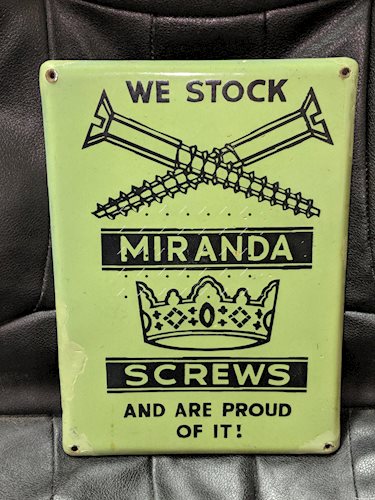 WE STOCK
MIRANDA
SCREWS
AND ARE PROUD
OF IT!